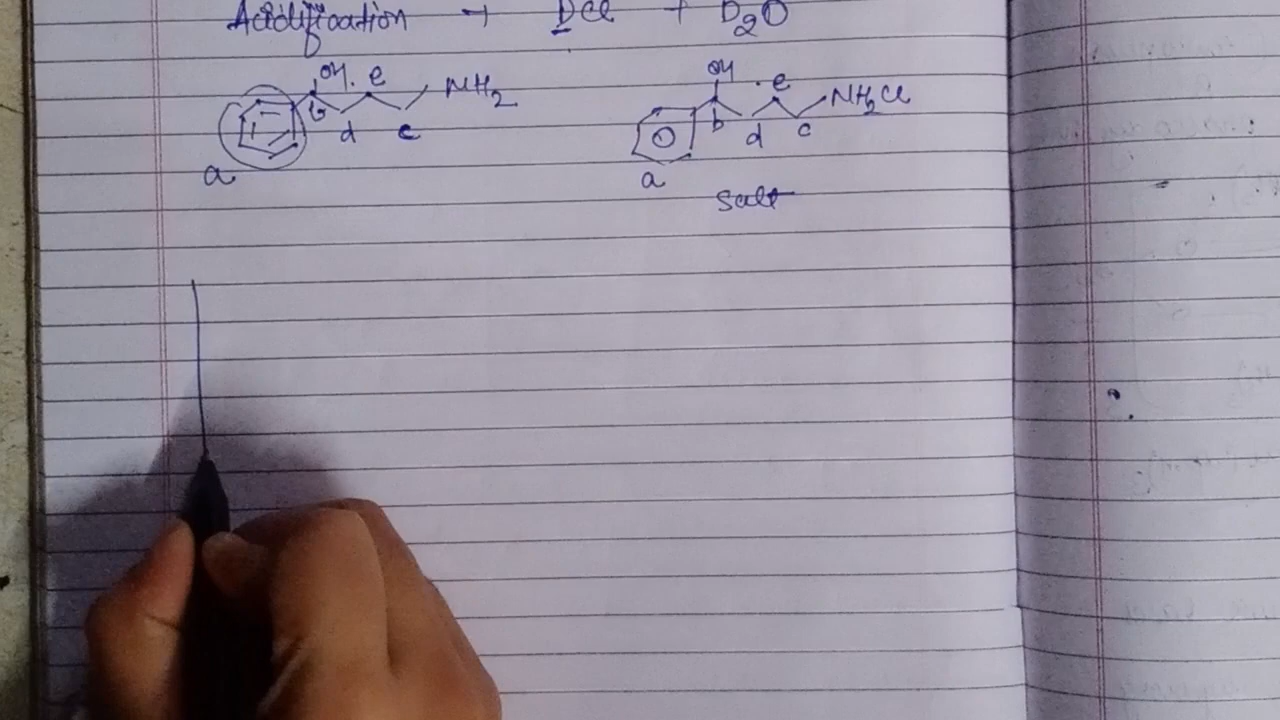 Acidification → DCl + D2O
OH e NH2 OH e NH2Cl
b d c b d c
a a
Salt